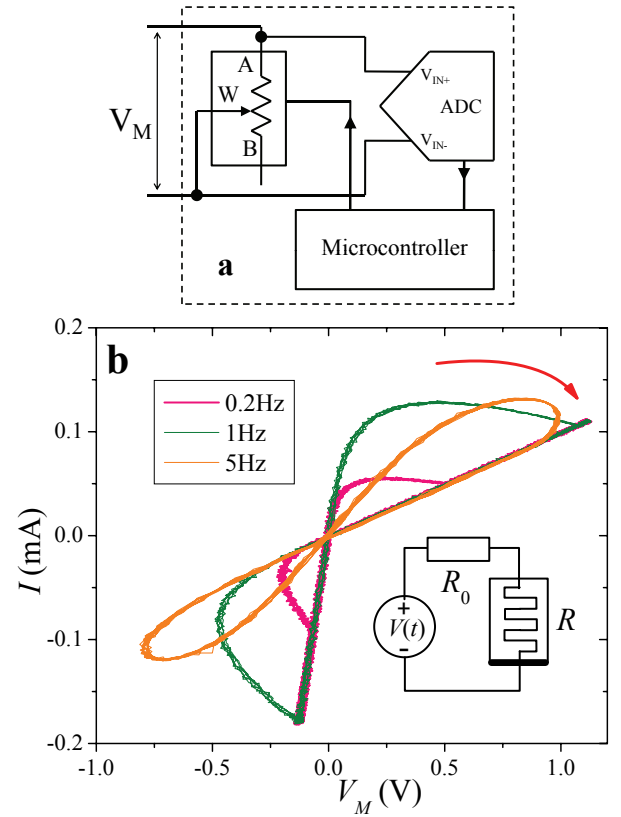 A
W
B
V_M
V_IN+
ADC
V_IN-
Microcontroller
a
b
0.2
0.1
0.0
-0.1
-0.2
I (mA)
0.2Hz
1Hz
5Hz
R_0
V(t)
+
-
R
-1.0 -0.5 0.0 0.5 1.0
V_M (V)